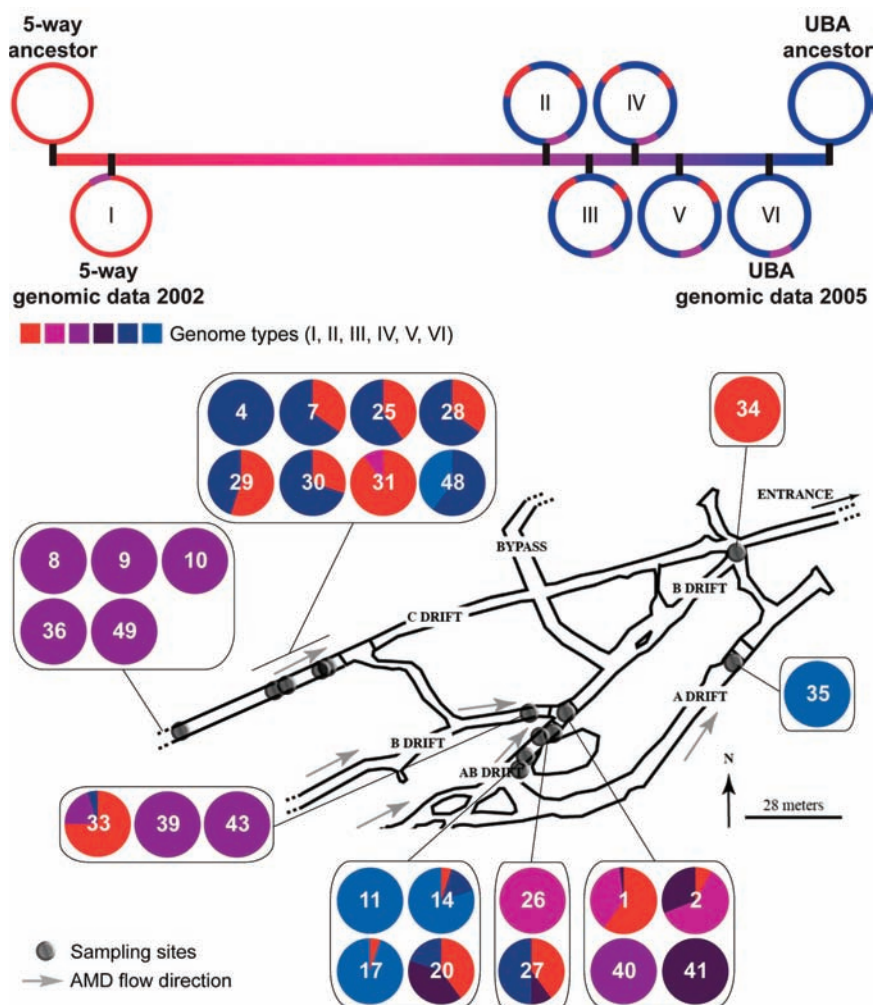 5-way
ancestor
UBA
ancestor
II
IV
I
III
V
VI
5-way
genomic data 2002
UBA
genomic data 2005
Genome types (I, II, III, IV, V, VI)
4 7 25 28
29 30 31 48
34
8 9 10
36 49
ENTRANCE
BYPASS
B DRIFT
C DRIFT
A DRIFT
35
B DRIFT
AB DRIFT
N
28 meters
33 39 43
11 14
17 20
26
27
1 2
40 41
Sampling sites
AMD flow direction